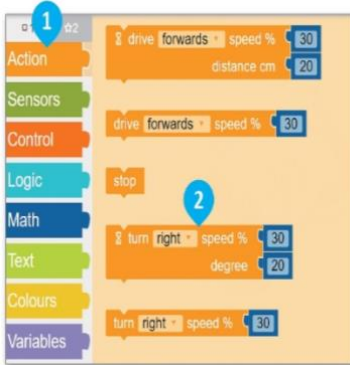 1
2
Action
Sensors
Control
Logic
Math
Text
Colours
Variables
drive forwards speed % 30
distance cm 20
drive forwards speed % 30
stop
2
turn right speed % 30
degree 20
turn right speed % 30